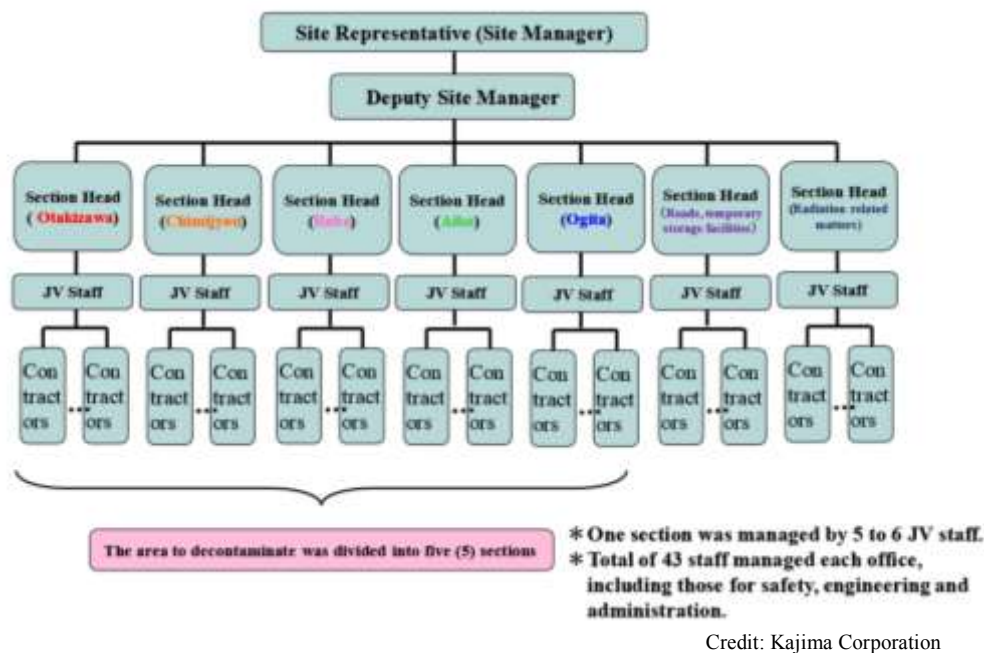 Site Representative (Site Manager)
Deputy Site Manager
Section Head
( Otakizawa)
Section Head
Section Head
Section Head
Section Head
(Ogita)
Section Head
(Roads, temporary
storage facilities)
Section Head
(Radiation related
matters)
JV Staff
JV Staff
JV Staff
JV Staff
JV Staff
JV Staff
JV Staff
Con
tract
ors
...
Con
tract
ors
Con
tract
ors
...
Con
tract
ors
Con
tract
ors
...
Con
tract
ors
Con
tract
ors
...
Con
tract
ors
Con
tract
ors
...
Con
tract
ors
Con
tract
ors
...
Con
tract
ors
Con
tract
ors
...
Con
tract
ors
The area to decontaminate was divided into five (5) sections
* One section was managed by 5 to 6 JV staff.
* Total of 43 staff managed each office,
including those for safety, engineering and
administration.
Credit: Kajima Corporation